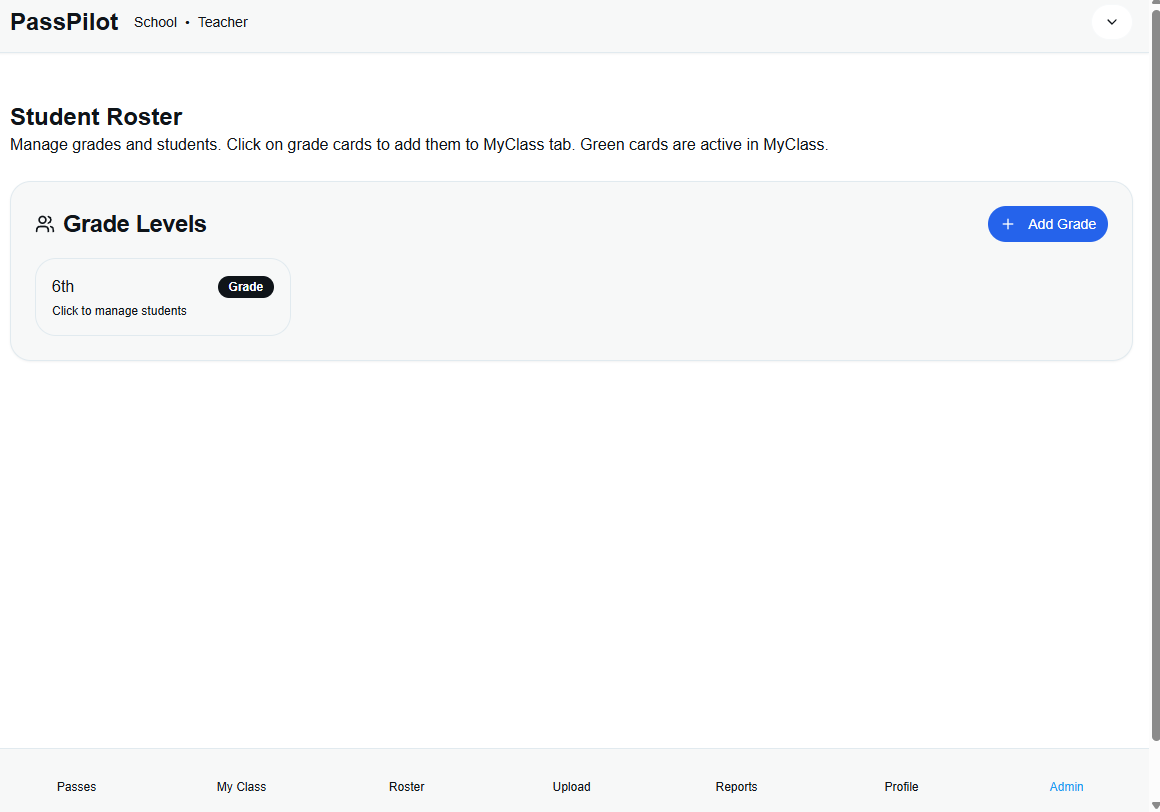 PassPilot School • Teacher
Student Roster
Manage grades and students. Click on grade cards to add them to MyClass tab. Green cards are active in MyClass.
Grade Levels
Add Grade
6th Grade
Click to manage students
Passes My Class Roster Upload Reports Profile Admin